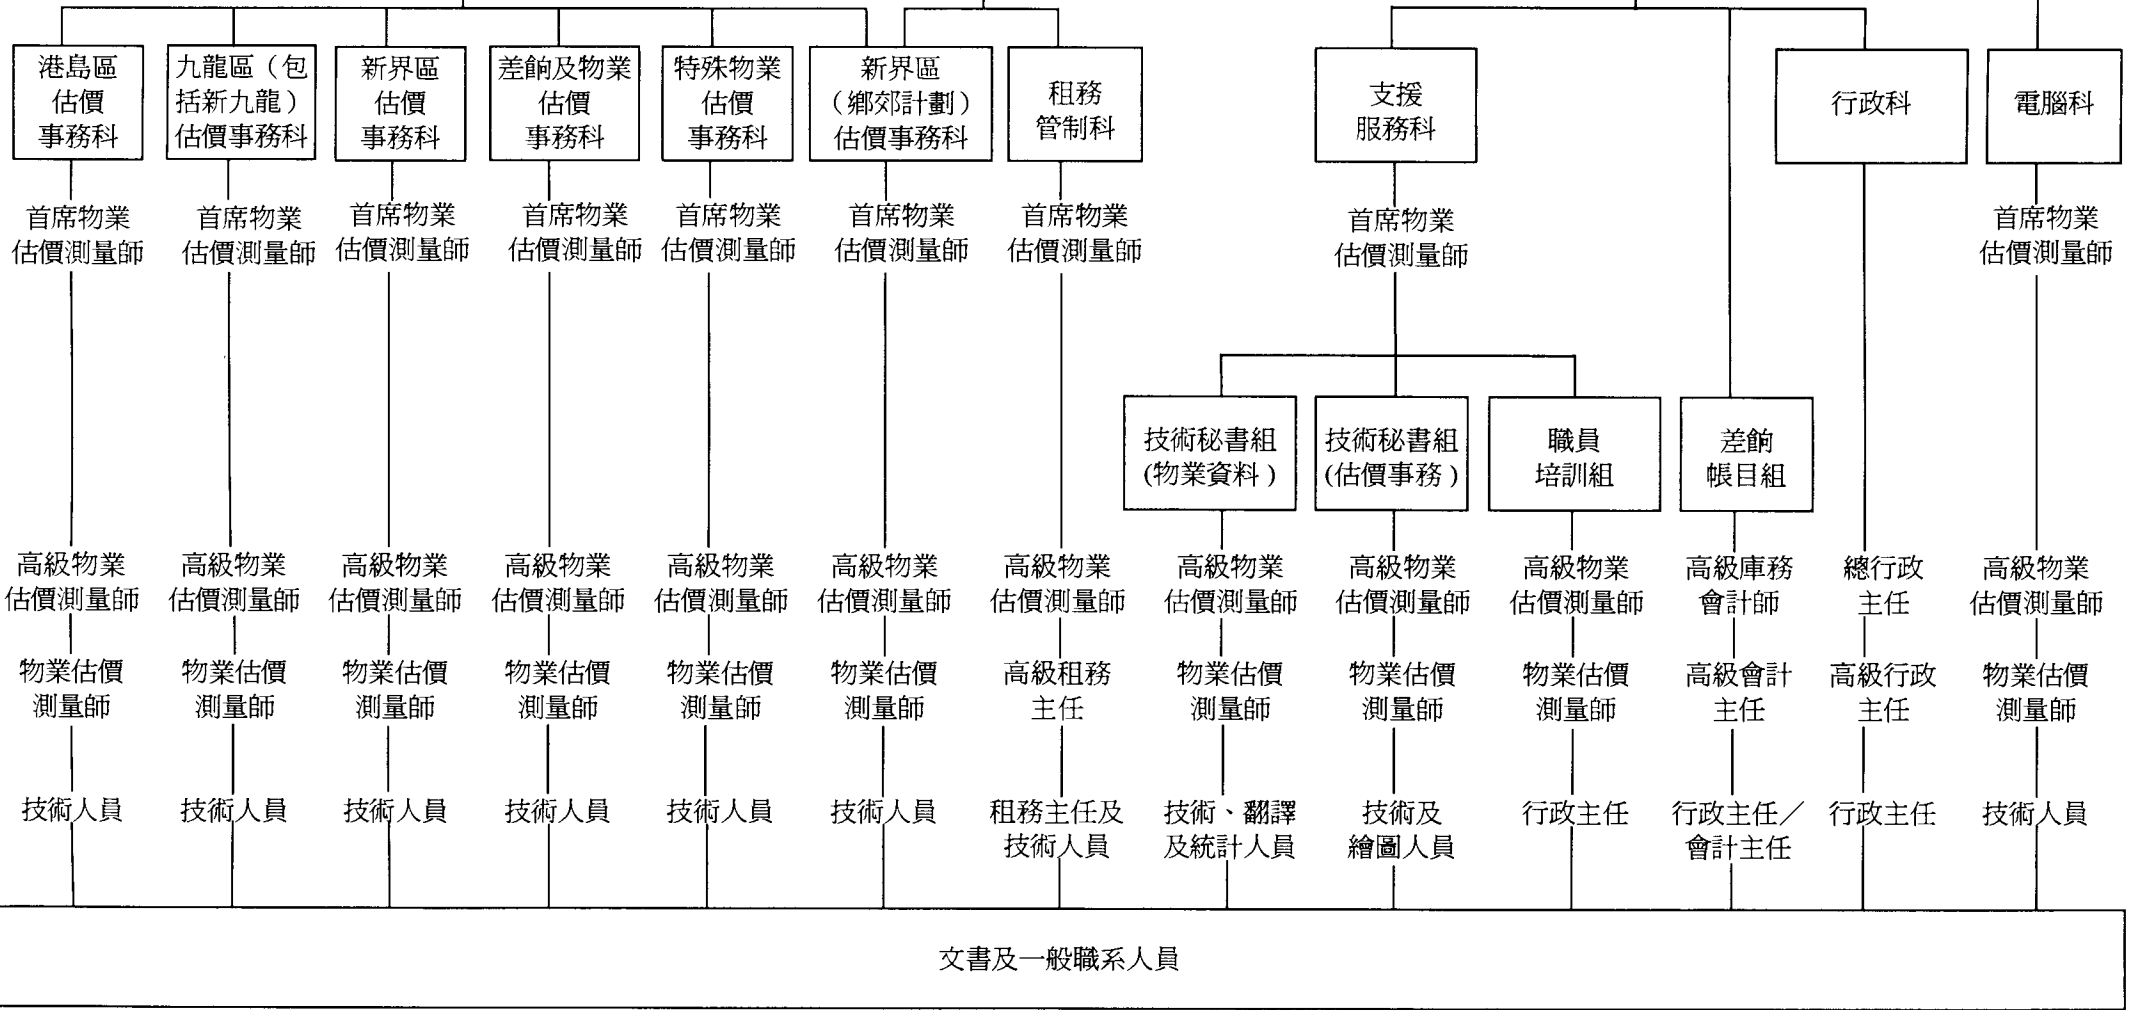 港島區
估價
事務科
九龍區（包
括新九龍）
估價事務科
新界區
估價
事務科
差餉及物業
估價
事務科
特殊物業
估價
事務科
新界區
（鄉郊計劃）
估價事務科
租務
管制科
支援
服務科
行政科
電腦科
首席物業
估價測量師
首席物業
估價測量師
首席物業
估價測量師
首席物業
估價測量師
首席物業
估價測量師
首席物業
估價測量師
首席物業
估價測量師
首席物業
估價測量師
首席物業
估價測量師
技術秘書組
(物業資料)
技術秘書組
(估價事務)
職員
培訓組
差餉
帳目組
高級物業
估價測量師
高級物業
估價測量師
高級物業
估價測量師
高級物業
估價測量師
高級物業
估價測量師
高級物業
估價測量師
高級物業
估價測量師
高級物業
估價測量師
高級物業
估價測量師
高級物業
估價測量師
高級庫務
會計師
總行政
主任
高級物業
估價測量師
物業估價
測量師
物業估價
測量師
物業估價
測量師
物業估價
測量師
物業估價
測量師
物業估價
測量師
高級租務
主任
物業估價
測量師
物業估價
測量師
物業估價
測量師
高級會計
主任
高級行政
主任
物業估價
測量師
技術人員
技術人員
技術人員
技術人員
技術人員
技術人員
租務主任及
技術人員
技術、翻譯
及統計人員
技術及
繪圖人員
行政主任
行政主任／
會計主任
行政主任
技術人員
文書及一般職系人員